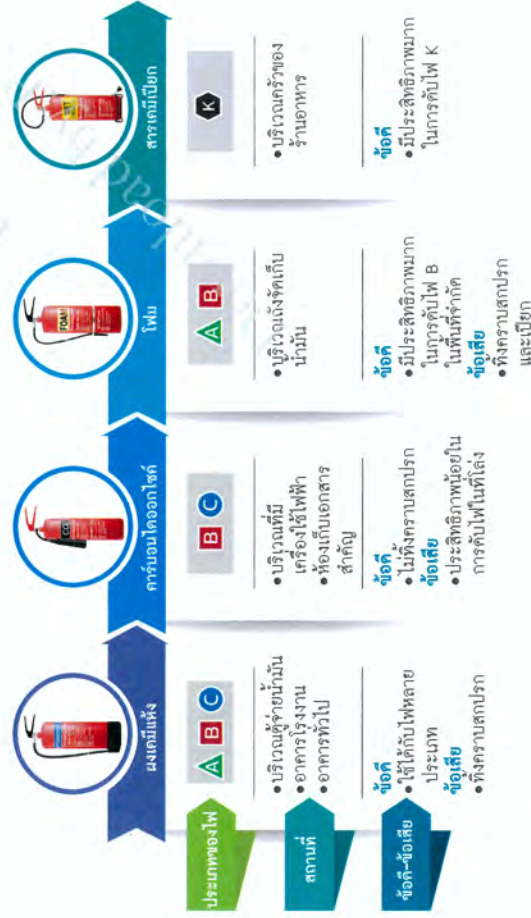 ผงเคมีแห้ง
คาร์บอนไดออกไซด์
CO
โฟม
FOAM
สารเคมีเปียก
WET
ประเภทของไฟ
A B C
B C
A B
K
สถานที่
•บริเวณตู้จ่ายน้ำมัน
•อาคารโรงงาน
•อาคารทั่วไป
•บริเวณที่มี
เครื่องใช้ไฟฟ้า
•ห้องเก็บเอกสาร
สำคัญ
•บริเวณถังจัดเก็บ
น้ำมัน
•บริเวณครัวของ
ร้านอาหาร
ข้อดี-ข้อเสีย
ข้อดี
•ใช้ได้กับไฟหลาย
ประเภท
ข้อเสีย
•ทิ้งคราบสกปรก
ข้อดี
•ไม่ทิ้งคราบสกปรก
ข้อเสีย
•ประสิทธิภาพน้อยใน
การดับไฟในที่โล่ง
ข้อดี
•มีประสิทธิภาพมาก
ในการดับไฟ B
ในพื้นที่จำกัด
ข้อเสีย
•ทิ้งคราบสกปรก
และเปียก
ข้อดี
•มีประสิทธิภาพมาก
ในการดับไฟ K